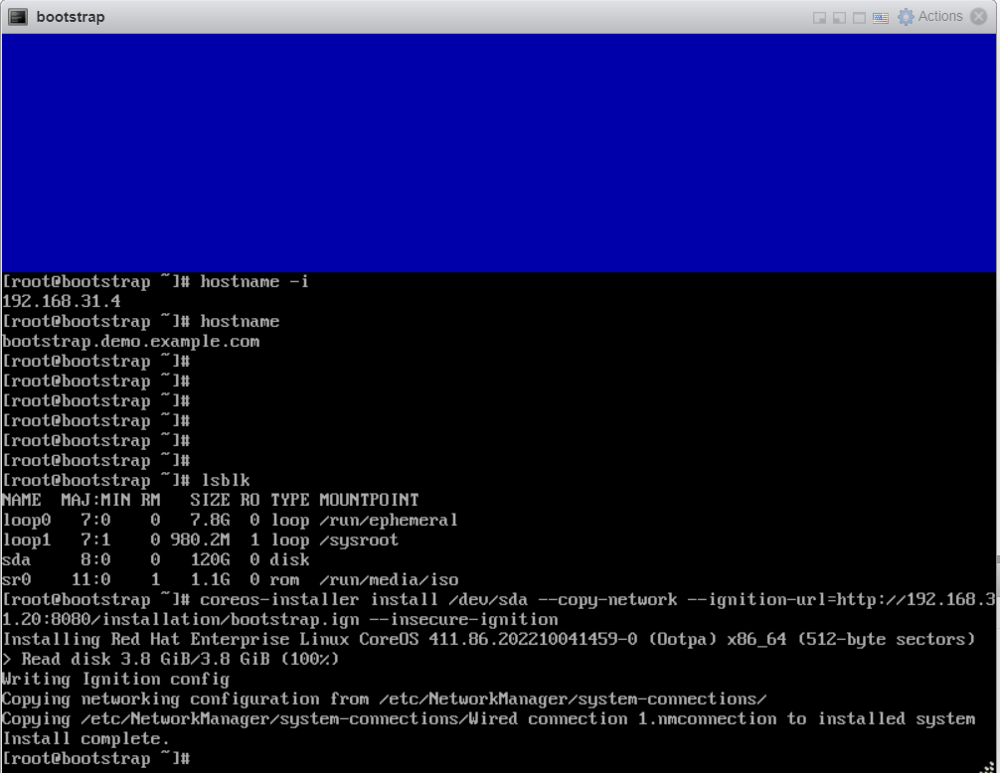 bootstrap
Actions
[root@bootstrap ~]# hostname -i
192.168.31.4
[root@bootstrap ~]# hostname
bootstrap.demo.example.com
[root@bootstrap ~]#
[root@bootstrap ~]#
[root@bootstrap ~]#
[root@bootstrap ~]#
[root@bootstrap ~]#
[root@bootstrap ~]#
[root@bootstrap ~]# lsblk
NAME  MAJ:MIN RM   SIZE RO TYPE MOUNTPOINT
loop0   7:0    0   7.8G  0 loop /run/ephemeral
loop1   7:1    0 980.2M  1 loop /sysroot
sda     8:0    0   120G  0 disk
sr0    11:0    1   1.1G  0 rom  /run/media/iso
[root@bootstrap ~]# coreos-installer install /dev/sda --copy-network --ignition-url=http://192.168.3
1.20:8080/installation/bootstrap.ign --insecure-ignition
Installing Red Hat Enterprise Linux CoreOS 411.86.202210041459-0 (Ootpa) x86_64 (512-byte sectors)
> Read disk 3.8 GiB/3.8 GiB (100%)
Writing Ignition config
Copying networking configuration from /etc/NetworkManager/system-connections/
Copying /etc/NetworkManager/system-connections/Wired connection 1.nmconnection to installed system
Install complete.
[root@bootstrap ~]#